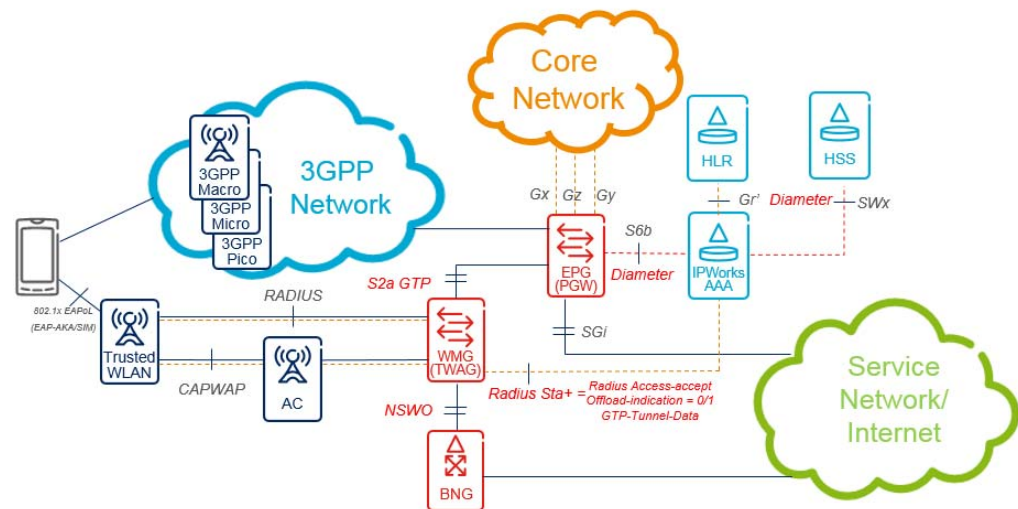 Core
Network
3GPP
Macro
3GPP
Micro
3GPP
Pico
3GPP
Network
HLR
HSS
Gx
Gz
Gy
Gr'
Diameter
SWx
EPG
(PGW)
S6b
Diameter
IPWorks
AAA
S2a GTP
802.1x EAPoL
(EAP-AKA/SIM)
RADIUS
Trusted
WLAN
CAPWAP
AC
WMG
(TWAG)
SGi
Radius Sta+ = Radius Access-accept
Offload-indication = 0/1
GTP-Tunnel-Data
NSWO
BNG
Service
Network/
Internet